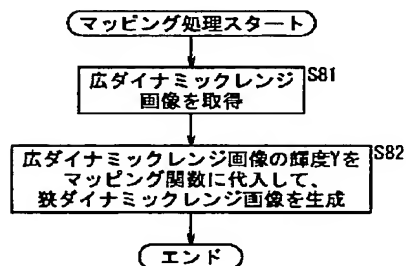 マッピング処理スタート
広ダイナミックレンジ
画像を取得
S81
広ダイナミックレンジ画像の輝度Yを
マッピング関数に代入して、
狭ダイナミックレンジ画像を生成
S82
エンド